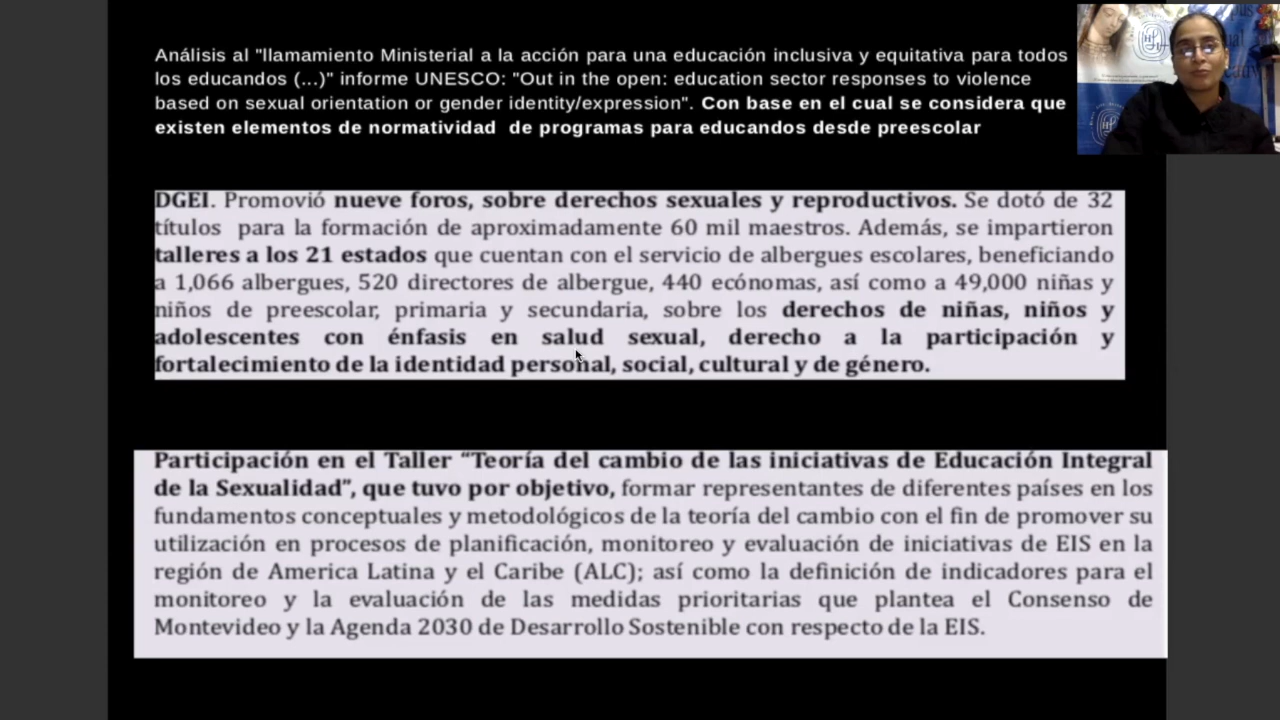 Análisis al "llamamiento Ministerial a la acción para una educación inclusiva y equitativa para todos
los educandos (...)" informe UNESCO: "Out in the open: education sector responses to violence
based on sexual orientation or gender identity/expression". Con base en el cual se considera que
existen elementos de normatividad de programas para educandos desde preescolar
DGEI. Promovió nueve foros, sobre derechos sexuales y reproductivos. Se dotó de 32
títulos para la formación de aproximadamente 60 mil maestros. Además, se impartieron
talleres a los 21 estados que cuentan con el servicio de albergues escolares, beneficiando
a 1,066 albergues, 520 directores de albergue, 440 ecónomas, así como a 49,000 niñas y
niños de preescolar, primaria y secundaria, sobre los derechos de niñas, niños y
adolescentes con énfasis en salud sexual, derecho a la participación y
fortalecimiento de la identidad personal, social, cultural y de género.
Participación en el Taller “Teoría del cambio de las iniciativas de Educación Integral
de la Sexualidad”, que tuvo por objetivo, formar representantes de diferentes países en los
fundamentos conceptuales y metodológicos de la teoría del cambio con el fin de promover su
utilización en procesos de planificación, monitoreo y evaluación de iniciativas de EIS en la
región de America Latina y el Caribe (ALC); así como la definición de indicadores para el
monitoreo y la evaluación de las medidas prioritarias que plantea el Consenso de
Montevideo y la Agenda 2030 de Desarrollo Sostenible con respecto de la EIS.